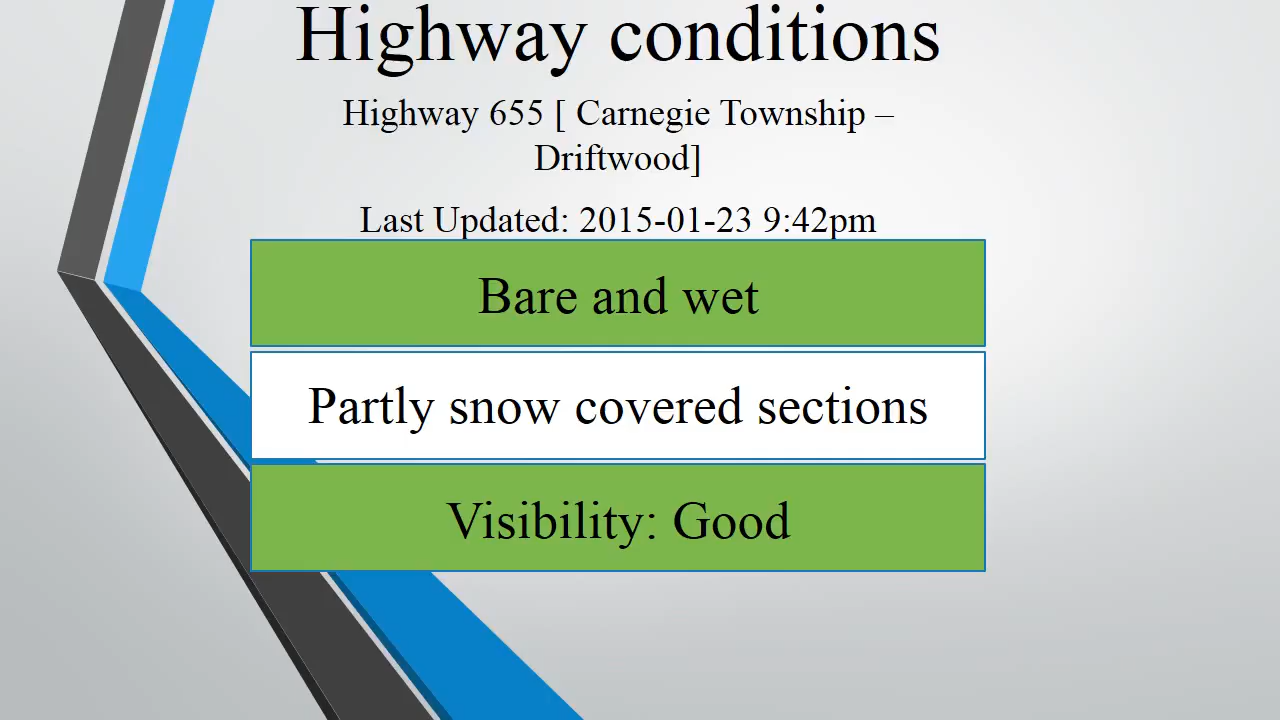 Highway conditions
Highway 655 [ Carnegie Township –
Driftwood]
Last Updated: 2015-01-23 9:42pm
Bare and wet
Partly snow covered sections
Visibility: Good